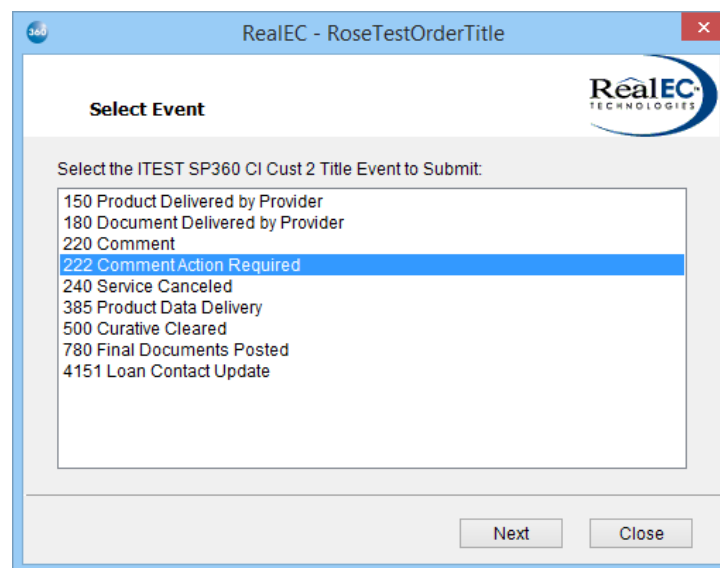 360
RealEC - RoseTestOrderTitle
×
RealEC™
TECHNOLOGIES
Select Event
Select the ITEST SP360 CI Cust 2 Title Event to Submit:
150 Product Delivered by Provider
180 Document Delivered by Provider
220 Comment
222 Comment Action Required
240 Service Canceled
385 Product Data Delivery
500 Curative Cleared
780 Final Documents Posted
4151 Loan Contact Update
Next Close